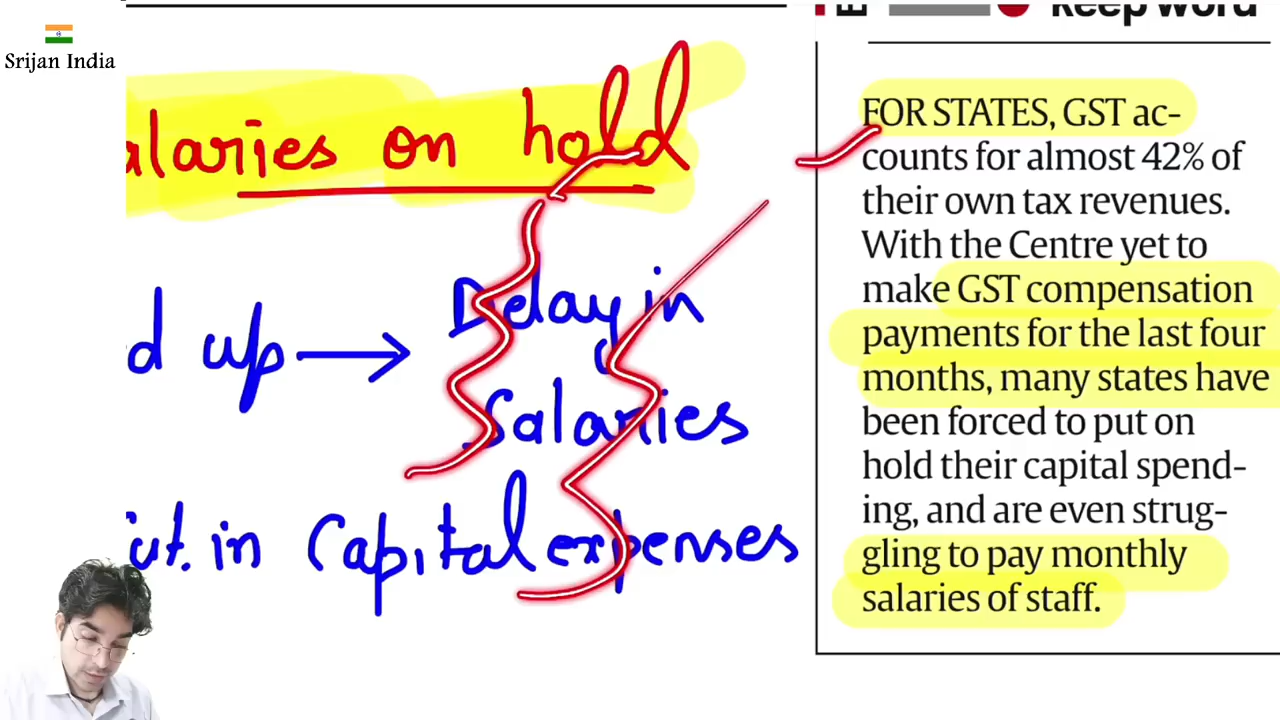 Srijan India
Keep word
alaries on hold
d up → Delay in
Salaries
ut. in Capital expenses
FOR STATES, GST ac-
counts for almost 42% of
their own tax revenues.
With the Centre yet to
make GST compensation
payments for the last four
months, many states have
been forced to put on
hold their capital spend-
ing, and are even strug-
gling to pay monthly
salaries of staff.